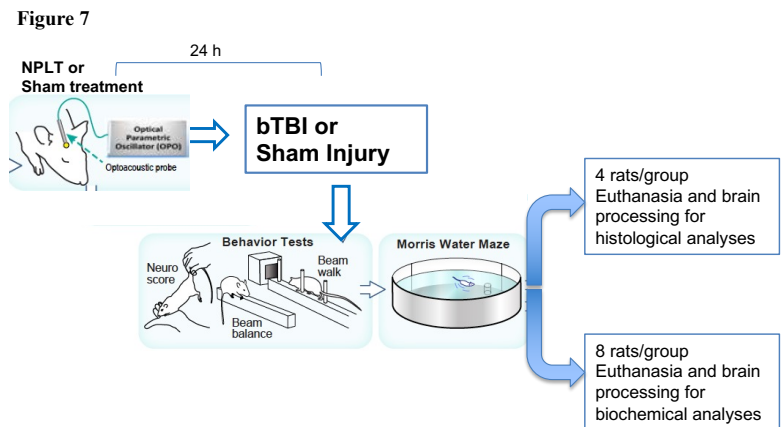 Figure 7
24 h
NPLT or
Sham treatment
Optical
Parametric
Oscillator (OPO)
Optoacoustic probe
bTBI or
Sham Injury
Behavior Tests
Neuro
score
Beam
walk
Beam
balance
Morris Water Maze
4 rats/group
Euthanasia and brain
processing for
histological analyses
8 rats/group
Euthanasia and brain
processing for
biochemical analyses